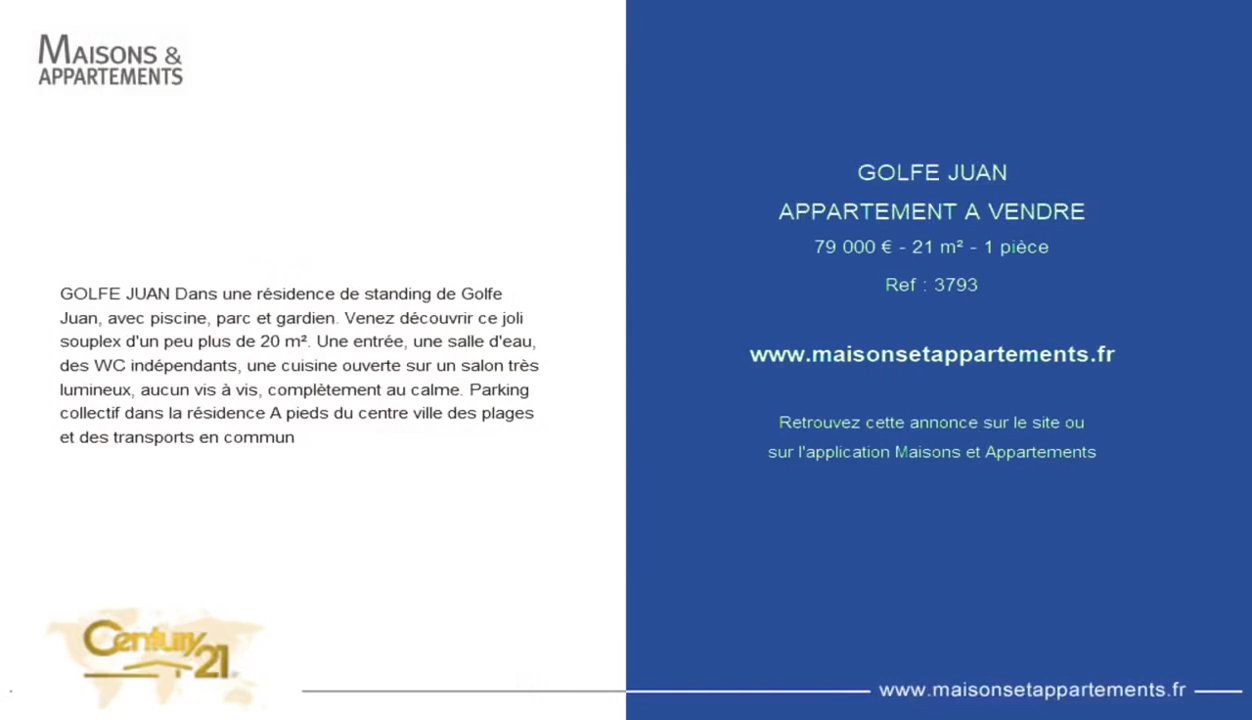 MAISONS &
APPARTEMENTS
GOLFE JUAN Dans une résidence de standing de Golfe
Juan, avec piscine, parc et gardien. Venez découvrir ce joli
souplex d'un peu plus de 20 m². Une entrée, une salle d'eau,
des WC indépendants, une cuisine ouverte sur un salon très
lumineux, aucun vis à vis, complètement au calme. Parking
collectif dans la résidence A pieds du centre ville des plages
et des transports en commun
Century
21
GOLFE JUAN
APPARTEMENT A VENDRE
79 000 € - 21 m² - 1 pièce
Ref : 3793
www.maisonsetappartements.fr
Retrouvez cette annonce sur le site ou
sur l'application Maisons et Appartements
www.maisonsetappartements.fr